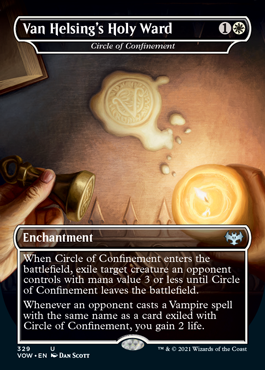 Van Helsing's Holy Ward 1
Circle of Confinement
Enchantment
When Circle of Confinement enters the
battlefield, exile target creature an opponent
controls with mana value 3 or less until Circle
of Confinement leaves the battlefield.
Whenever an opponent casts a Vampire spell
with the same name as a card exiled with
Circle of Confinement, you gain 2 life.
329 U
VOW • EN DAN SCOTT
™ & © 2021 Wizards of the Coast